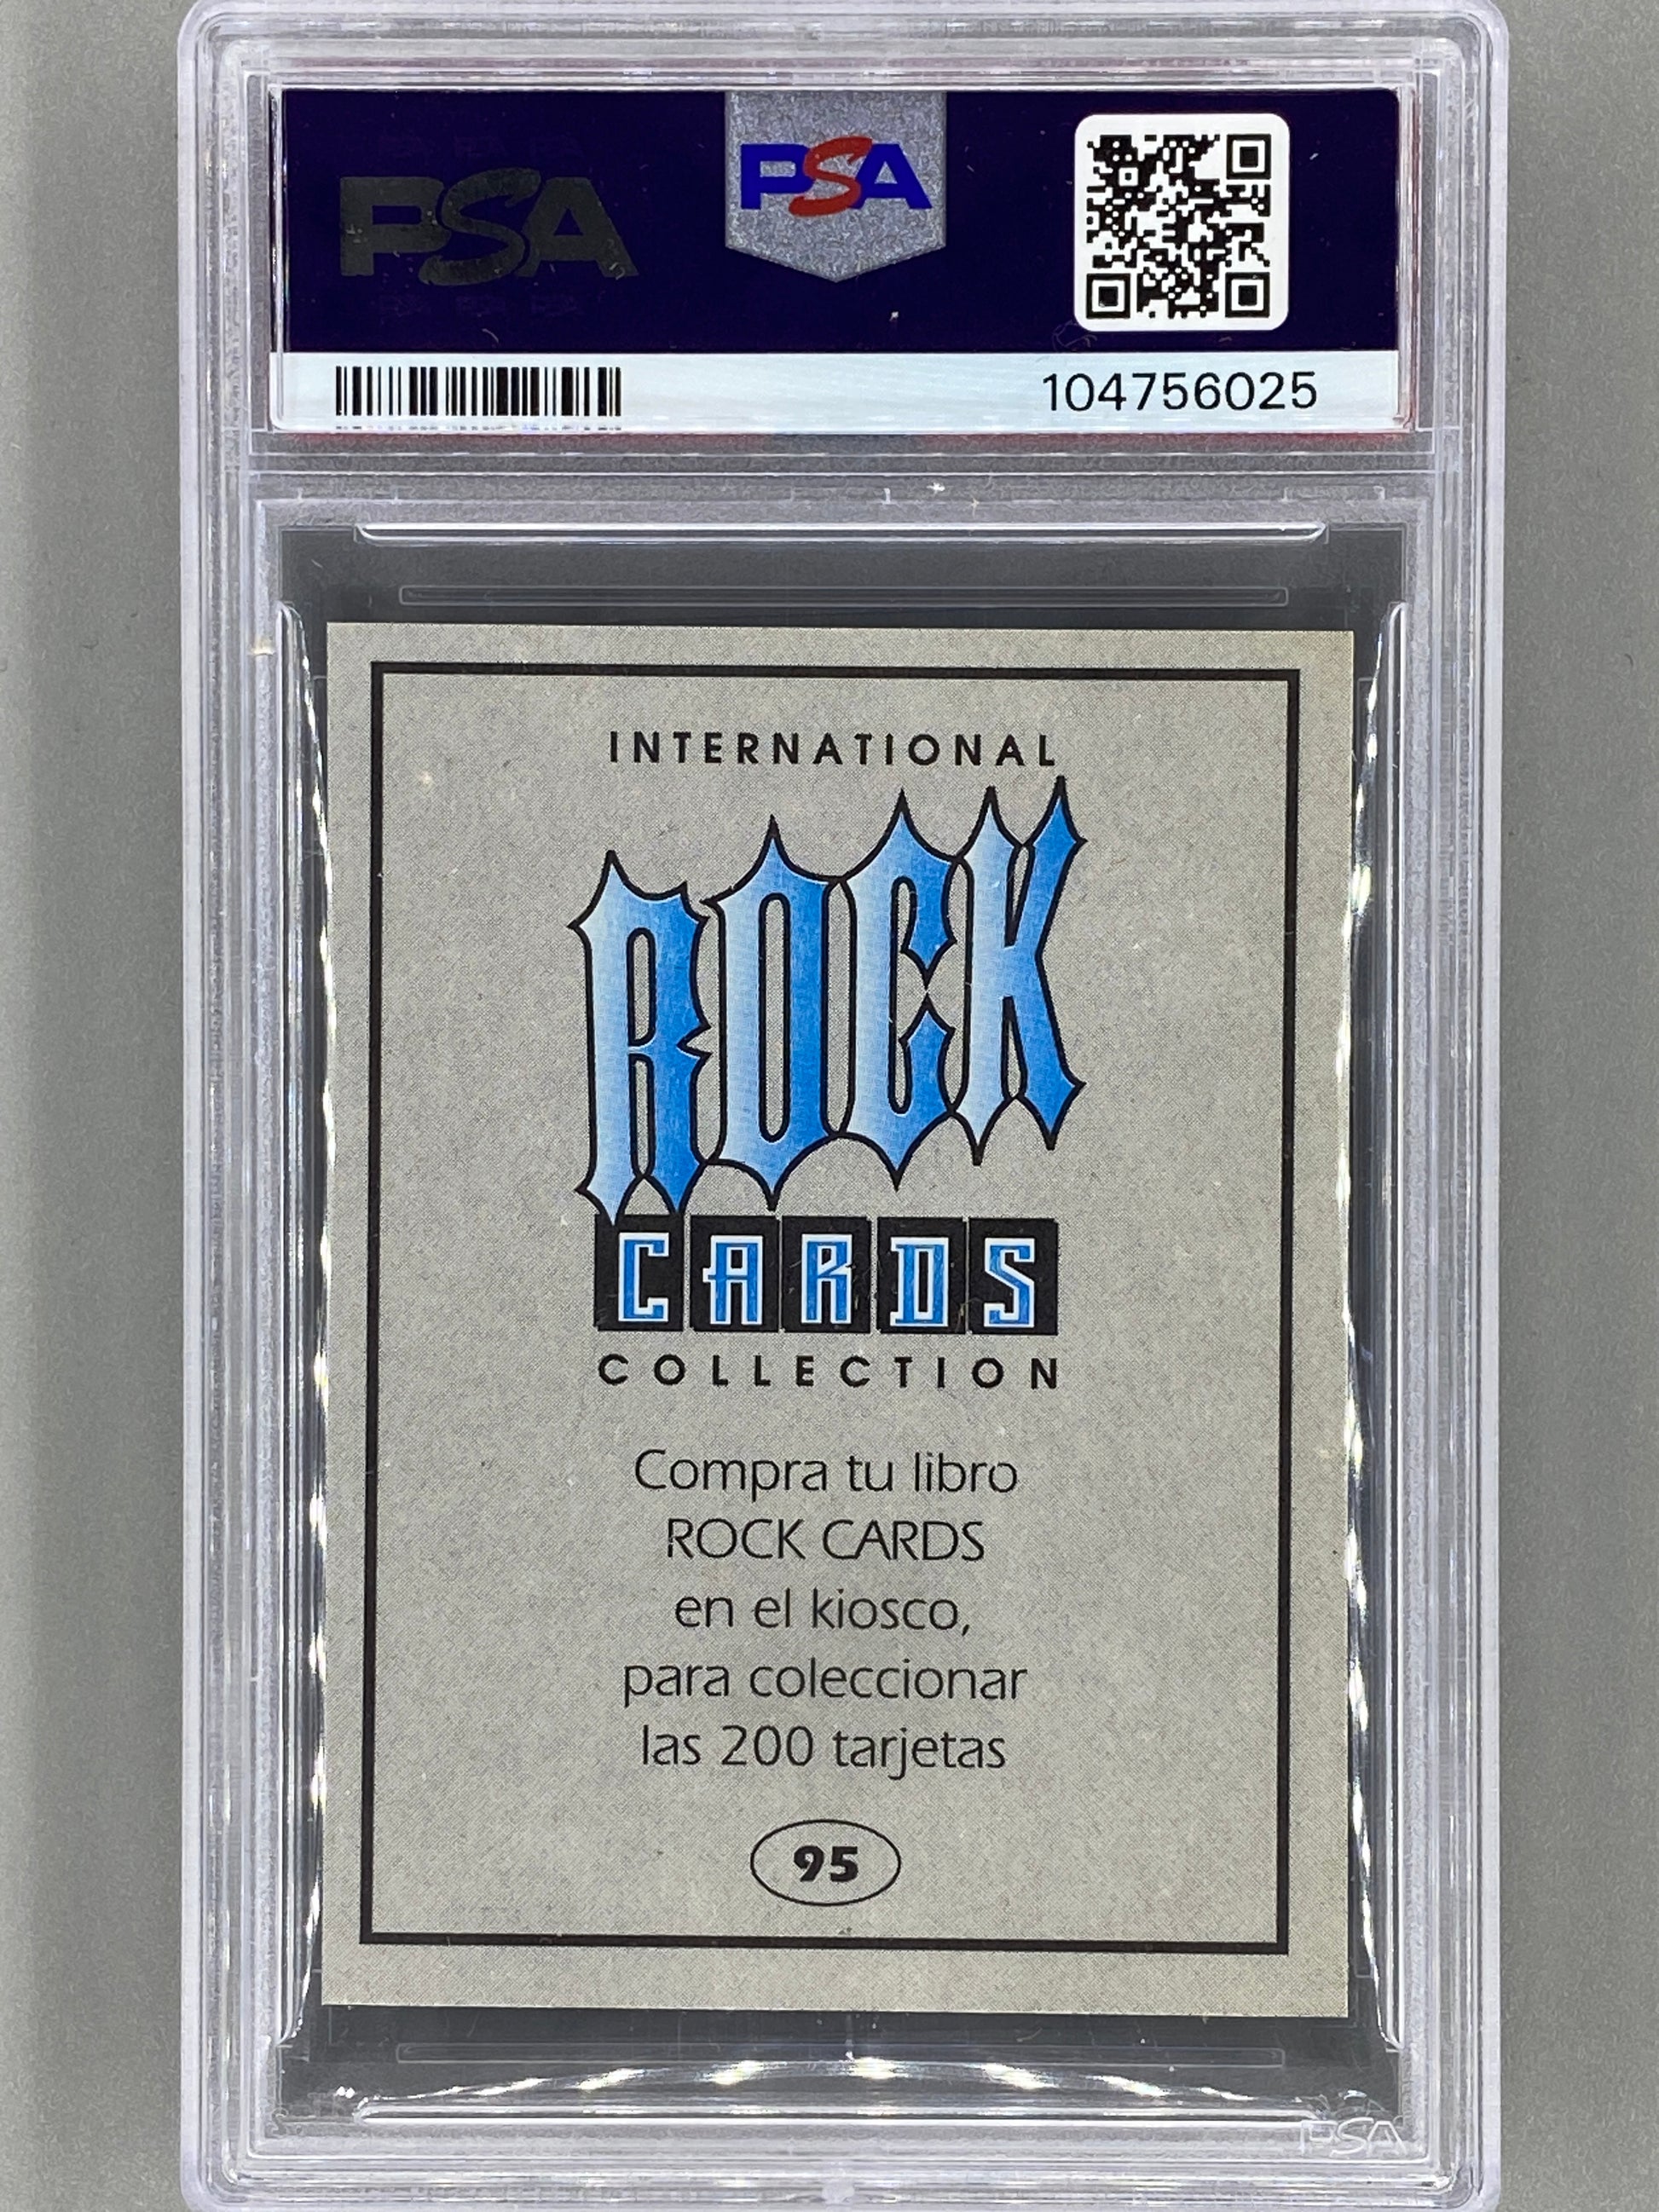 PSA
PSA
104756025
INTERNATIONAL
ROCK
CARDS
COLLECTION
Compra tu libro
ROCK CARDS
en el kiosco,
para coleccionar
las 200 tarjetas
95
PSA